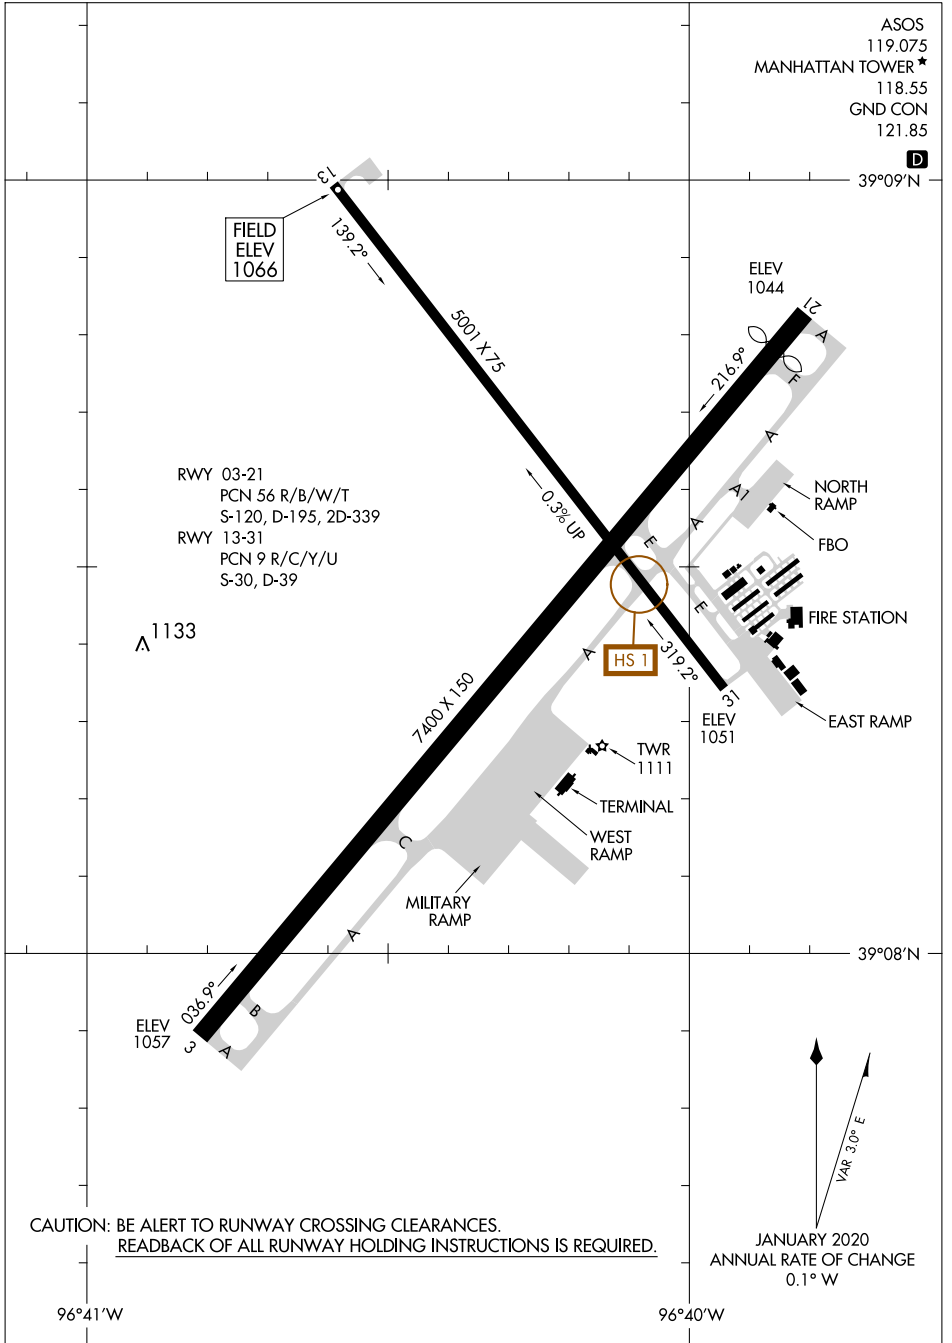 ASOS
119.075
MANHATTAN TOWER★
118.55
GND CON
121.85
D
39°09'N
13
FIELD
ELEV
1066
139.2°
ELEV
1044
21
A
5001 X 75
216.9°
F
A
RWY 03-21
PCN 56 R/B/W/T
S-120, D-195, 2D-339
RWY 13-31
PCN 9 R/C/Y/U
S-30, D-39
0.3% UP
A1
NORTH
RAMP
A
E
FBO
E
FIRE STATION
1133
A
HS 1
319.2°
31
ELEV
1051
EAST RAMP
7400 X 150
TWR
1111
TERMINAL
WEST
RAMP
C
MILITARY
RAMP
A
39°08'N
036.9°
B
ELEV
1057
3
A
VAR 3.0° E
CAUTION: BE ALERT TO RUNWAY CROSSING CLEARANCES.
READBACK OF ALL RUNWAY HOLDING INSTRUCTIONS IS REQUIRED.
JANUARY 2020
ANNUAL RATE OF CHANGE
0.1° W
96°41'W
96°40'W